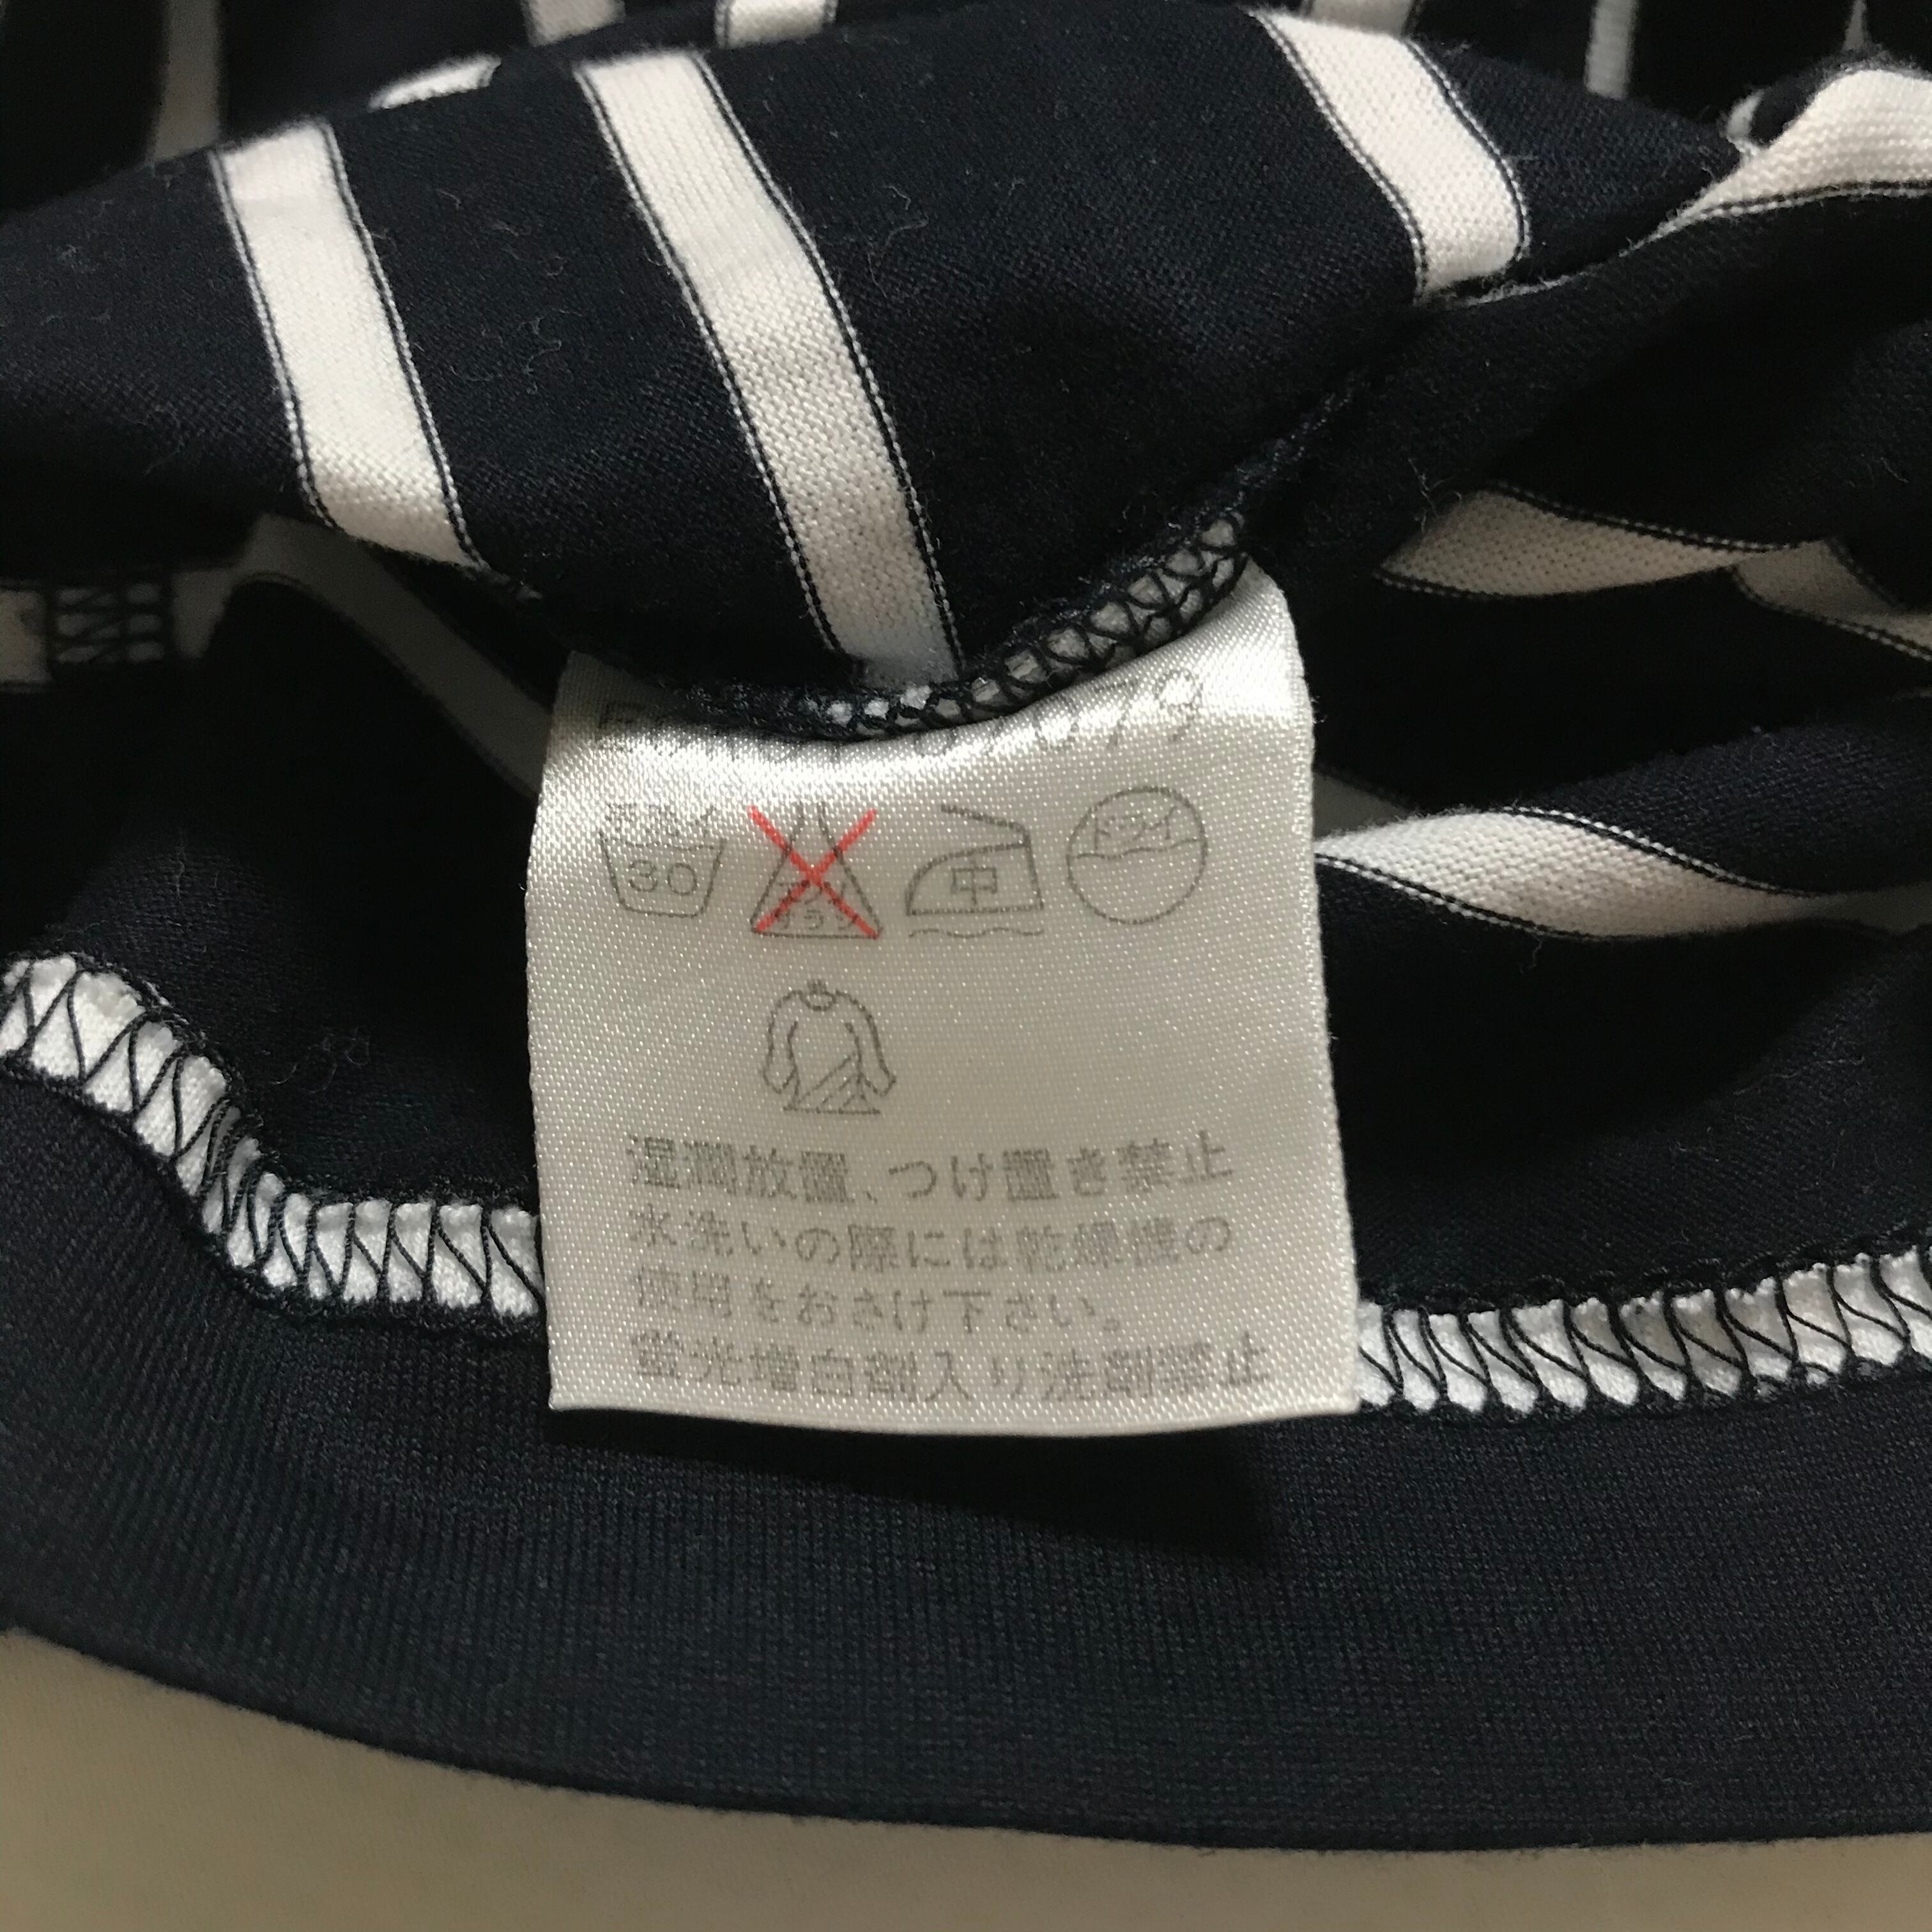 30 中 ドライ
湿潤放置、つけ置き禁止
水洗いの際には乾燥機の
使用をおさけ下さい。
蛍光増白剤入り洗剤禁止